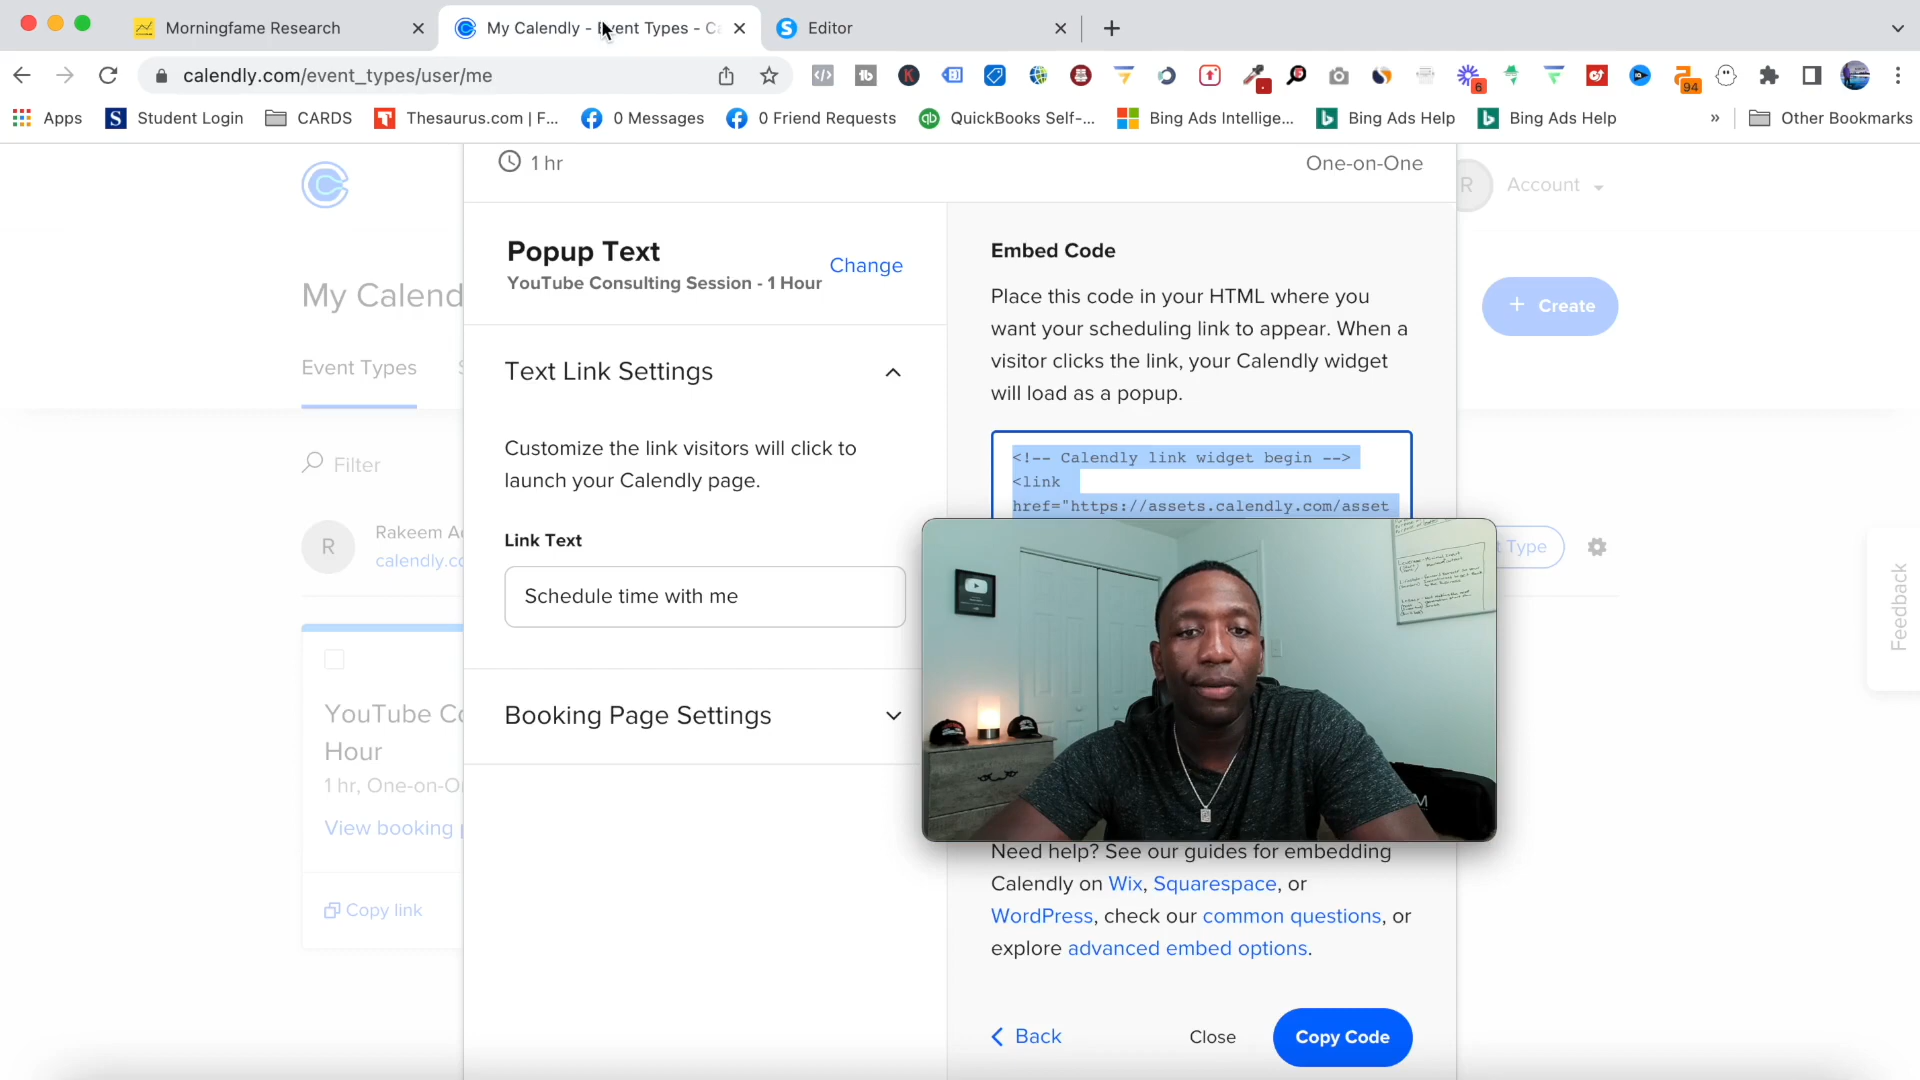 Morningfame Research
My Calendly - Event Types - Ca
Editor
calendly.com/event_types/user/me
6
94
Apps
Student Login
CARDS
Thesaurus.com | F...
0 Messages
0 Friend Requests
QuickBooks Self-...
Bing Ads Intellige...
Bing Ads Help
Bing Ads Help
»
Other Bookmarks
1 hr
One-on-One
R
Account
My Calend
+ Create
Event Types
Filter
R
Rakeem A
calendly.co
t Type
Feedback
YouTube Co
Hour
1 hr, One-on-O
View booking p
Copy link
Popup Text
YouTube Consulting Session - 1 Hour
Change
Text Link Settings
Customize the link visitors will click to
launch your Calendly page.
Link Text
Schedule time with me
Booking Page Settings
Embed Code
Place this code in your HTML where you
want your scheduling link to appear. When a
visitor clicks the link, your Calendly widget
will load as a popup.
<!-- Calendly link widget begin -->
<link
href="https://assets.calendly.com/asset
Need help? See our guides for embedding
Calendly on Wix, Squarespace, or
WordPress, check our common questions, or
explore advanced embed options.
Back
Close
Copy Code